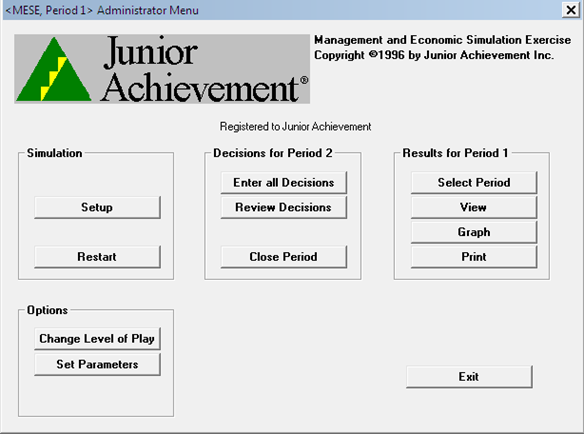 <MESE, Period 1> Administrator Menu
Junior
Achievement®
Management and Economic Simulation Exercise
Copyright ©1996 by Junior Achievement Inc.
Registered to Junior Achievement
Simulation
Setup
Restart
Decisions for Period 2
Enter all Decisions
Review Decisions
Close Period
Results for Period 1
Select Period
View
Graph
Print
Options
Change Level of Play
Set Parameters
Exit